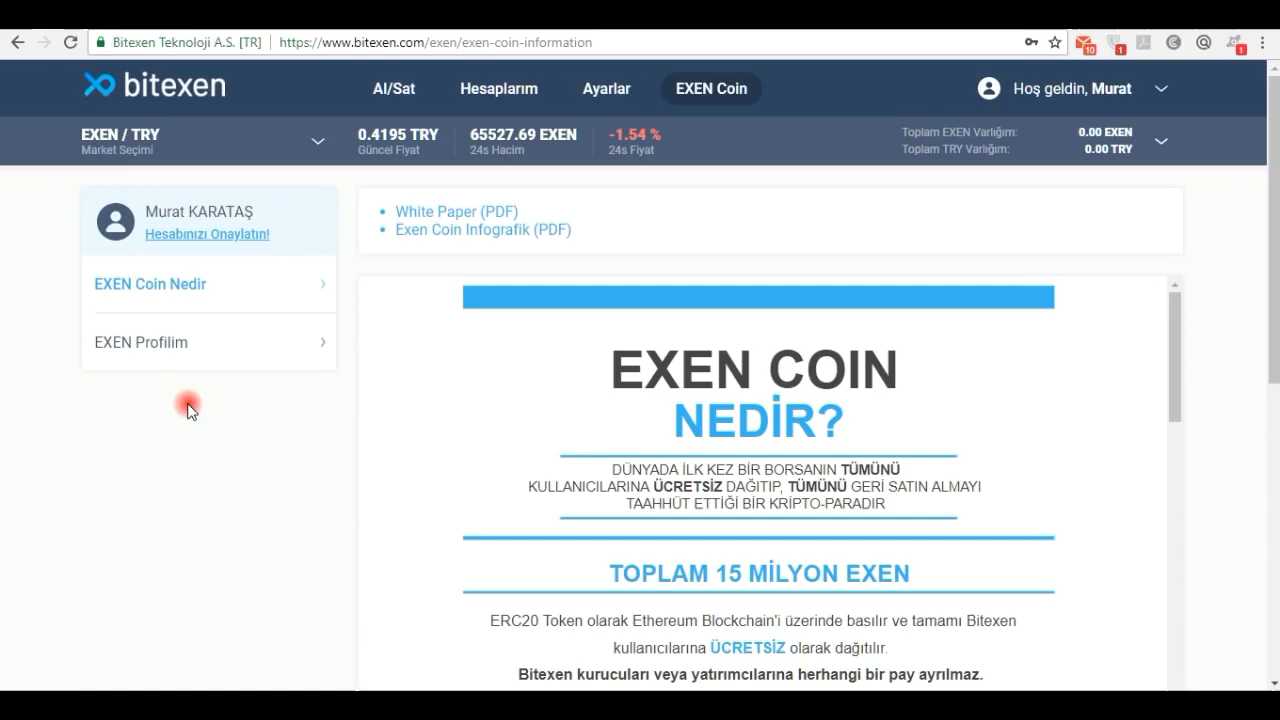 Bitexen Teknoloji A.S. [TR]
https://www.bitexen.com/exen/exen-coin-information
10
1
1
bitexen
Al/Sat
Hesaplarım
Ayarlar
EXEN Coin
Hoş geldin, Murat
EXEN / TRY
Market Seçimi
0.4195 TRY
Güncel Fiyat
65527.69 EXEN
24s Hacim
-1.54 %
24s Fiyat
Toplam EXEN Varlığım: 0.00 EXEN
Toplam TRY Varlığım: 0.00 TRY
Murat KARATAŞ
Hesabınızı Onaylatın!
EXEN Coin Nedir
EXEN Profilim
White Paper (PDF)
Exen Coin Infografik (PDF)
EXEN COIN
NEDİR?
DÜNYADA İLK KEZ BİR BORSANIN TÜMÜNÜ
KULLANICILARINA ÜCRETSİZ DAĞITIP, TÜMÜNÜ GERİ SATIN ALMAYI
TAAHHÜT ETTİĞİ BİR KRİPTO-PARADIR
TOPLAM 15 MİLYON EXEN
ERC20 Token olarak Ethereum Blockchain'i üzerinde basılır ve tamamı Bitexen
kullanıcılarına ÜCRETSİZ olarak dağıtılır.
Bitexen kurucuları veya yatırımcılarına herhangi bir pay ayrılmaz.